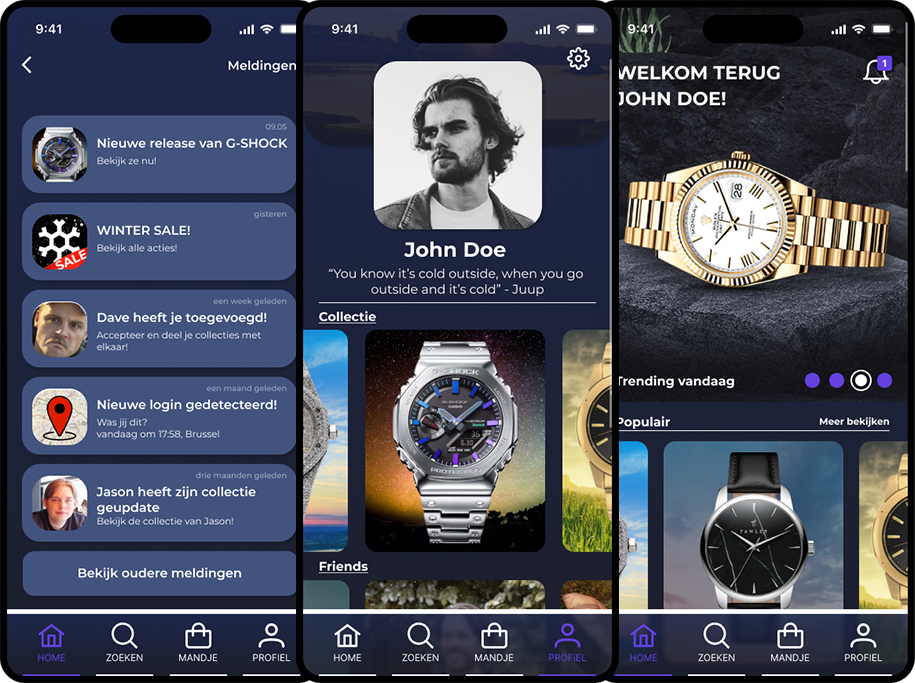 9:41
Meldingen
09.05
Nieuwe release van G-SHOCK
Bekijk ze nu!
gisteren
WINTER SALE!
Bekijk alle acties!
SALE
een week geleden
Dave heeft je toegevoegd!
Accepteer en deel je collecties met
elkaar!
een maand geleden
Nieuwe login gedetecteerd!
Was jij dit?
vandaag om 17:58, Brussel
drie maanden geleden
Jason heeft zijn collectie
geupdate
Bekijk de collectie van Jason!
Bekijk oudere meldingen
HOME
ZOEKEN
MANDJE
PROFIEL
9:41
John Doe
“You know it’s cold outside, when you go
outside and it’s cold” - Juup
Collectie
G-SHOCK
CASIO
PROTECTION
Friends
HOME
ZOEKEN
MANDJE
PROFIEL
9:41
1
WELKOM TERUG
JOHN DOE!
MONDAY
28
ROLEX
Trending vandaag
Populair
Meer bekijken
HOME
ZOEKEN
MANDJE
PROFIEL